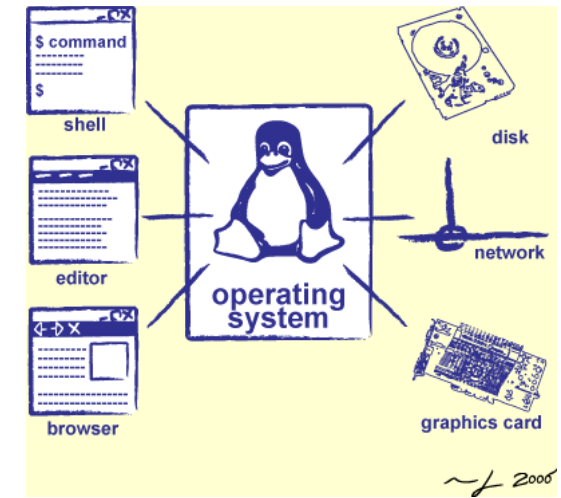 $ command
$
shell
editor
browser
operating
system
disk
network
graphics card
2006